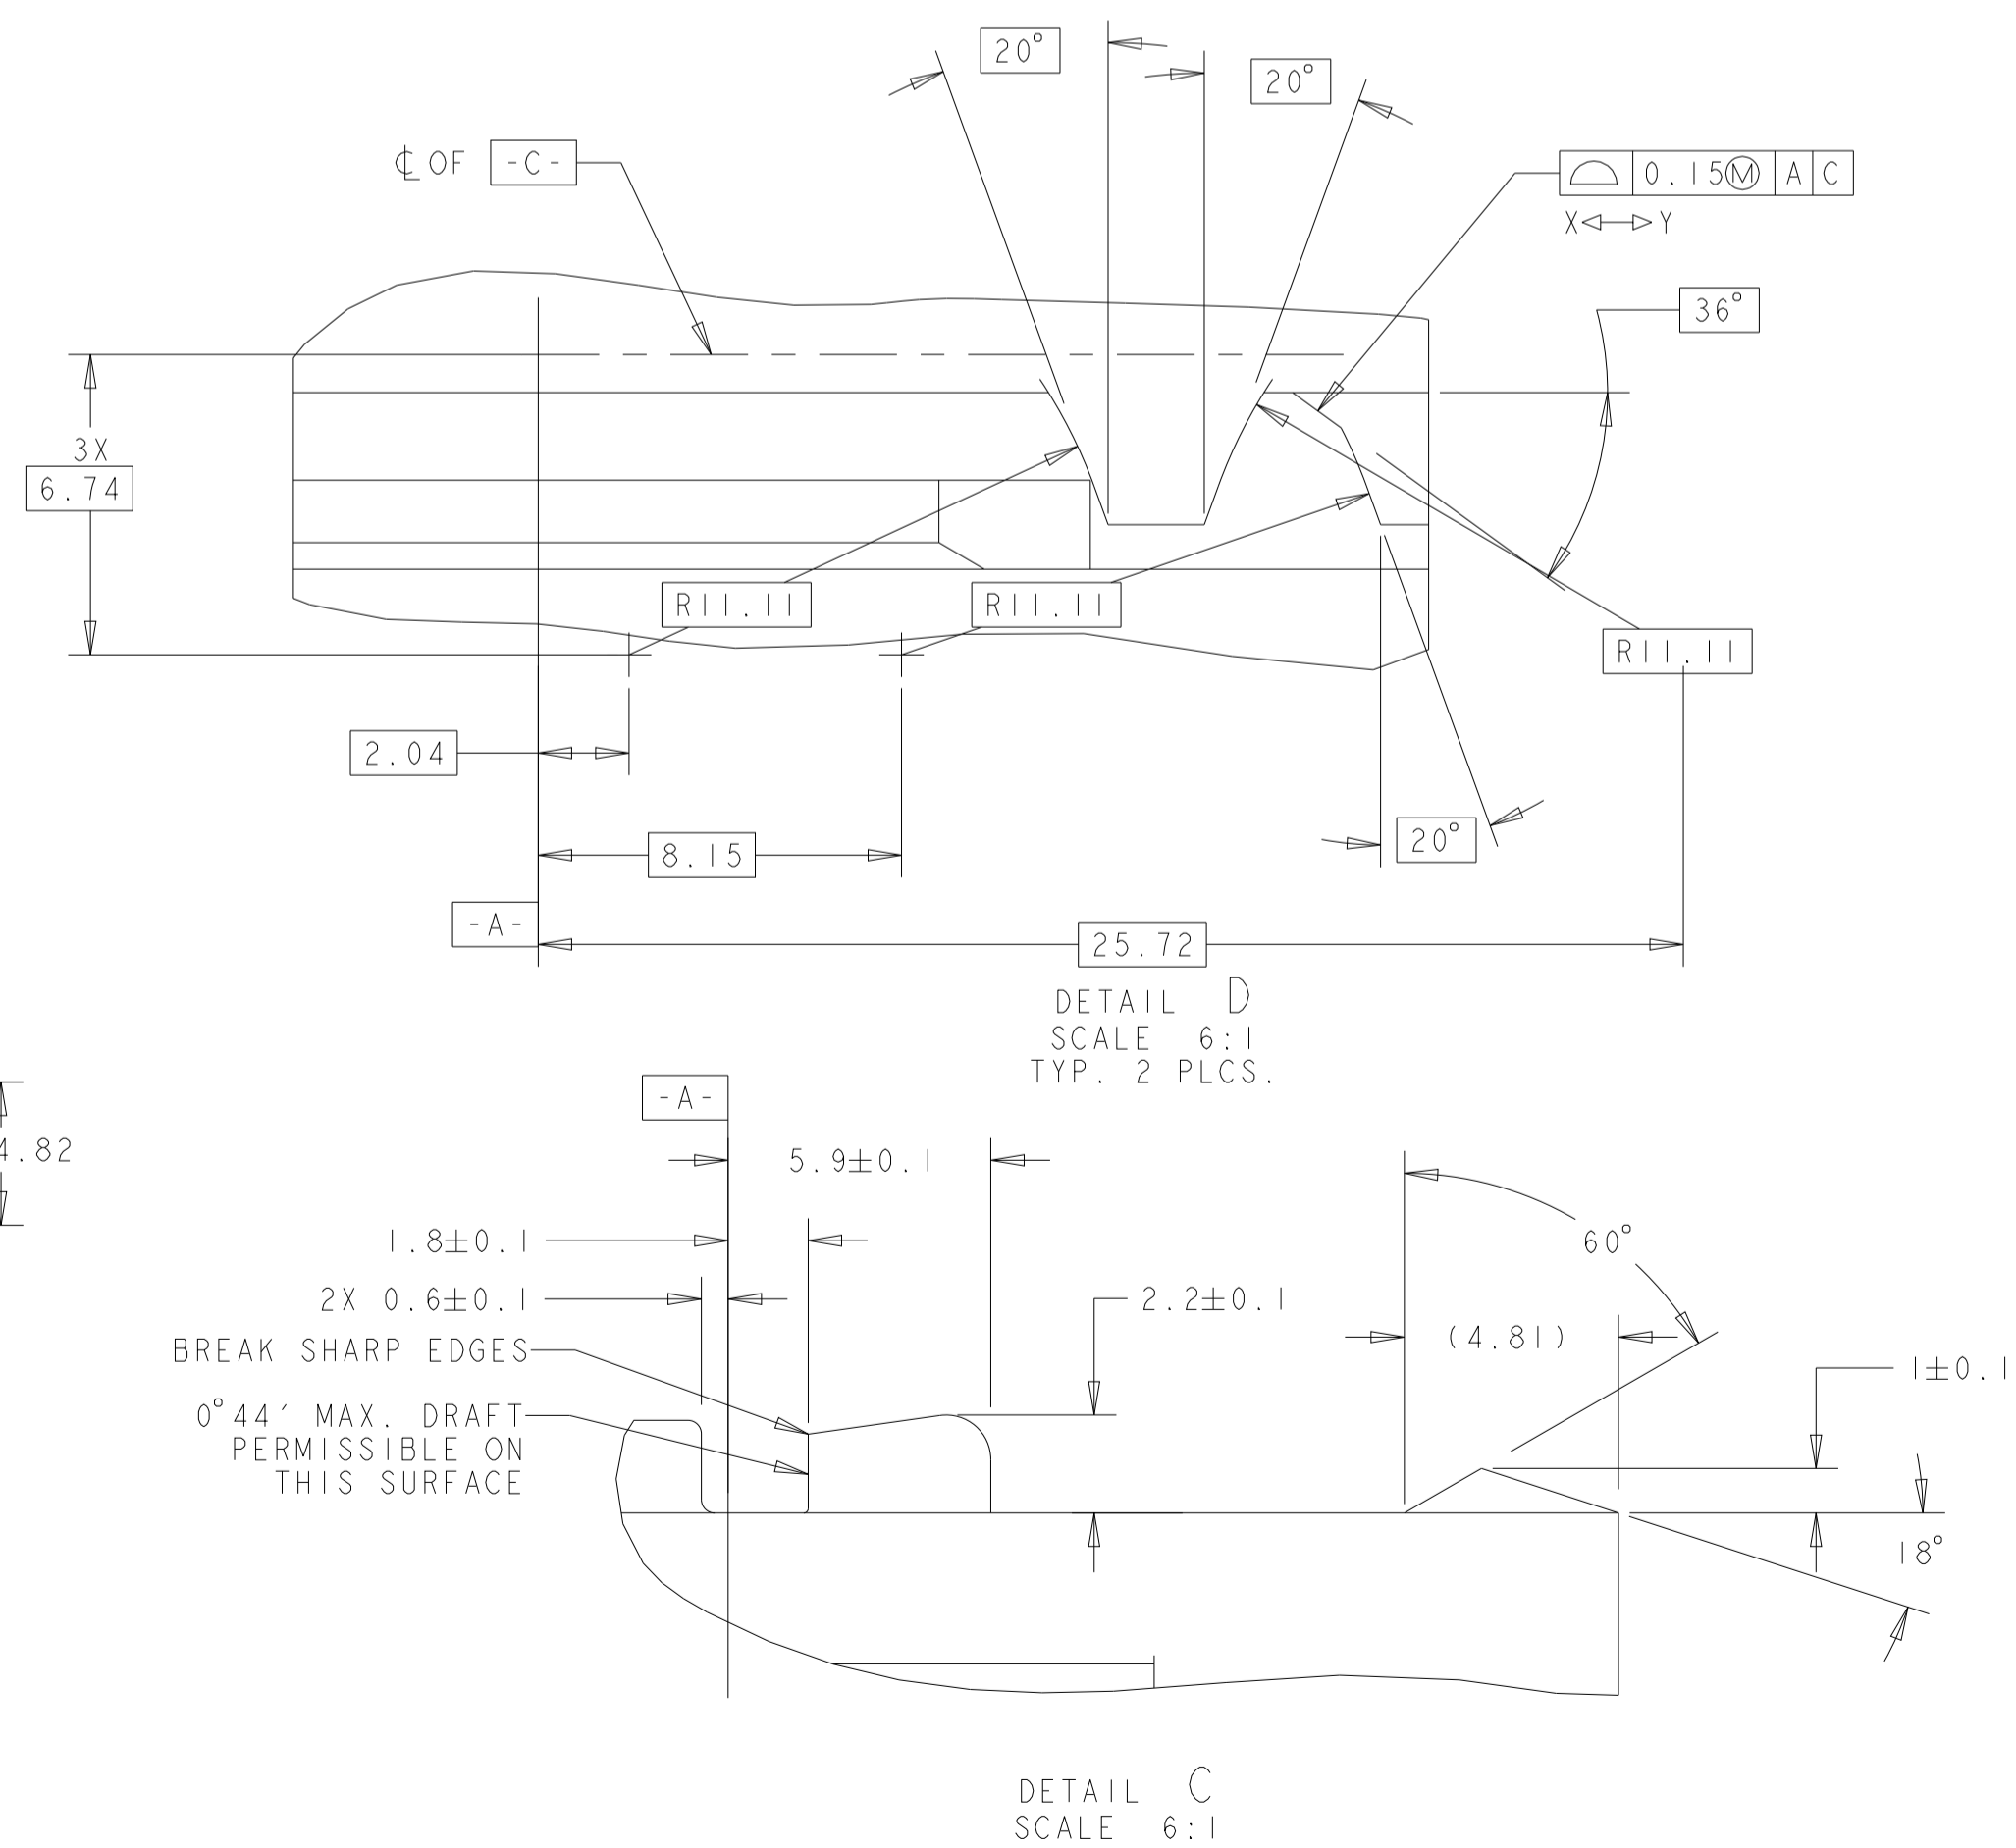 20°
20°
℄ OF -C-
0.15Ⓜ A C
X↔Y
36°
3X
6.74
R11.11
R11.11
R11.11
2.04
8.15
20°
-A-
25.72
DETAIL D
SCALE 6:1
TYP. 2 PLCS.
-A-
4.82
5.9±0.1
1.8±0.1
60°
2X 0.6±0.1
2.2±0.1
(4.81)
BREAK SHARP EDGES
1±0.1
0°44′ MAX. DRAFT
PERMISSIBLE ON
THIS SURFACE
18°
DETAIL C
SCALE 6:1